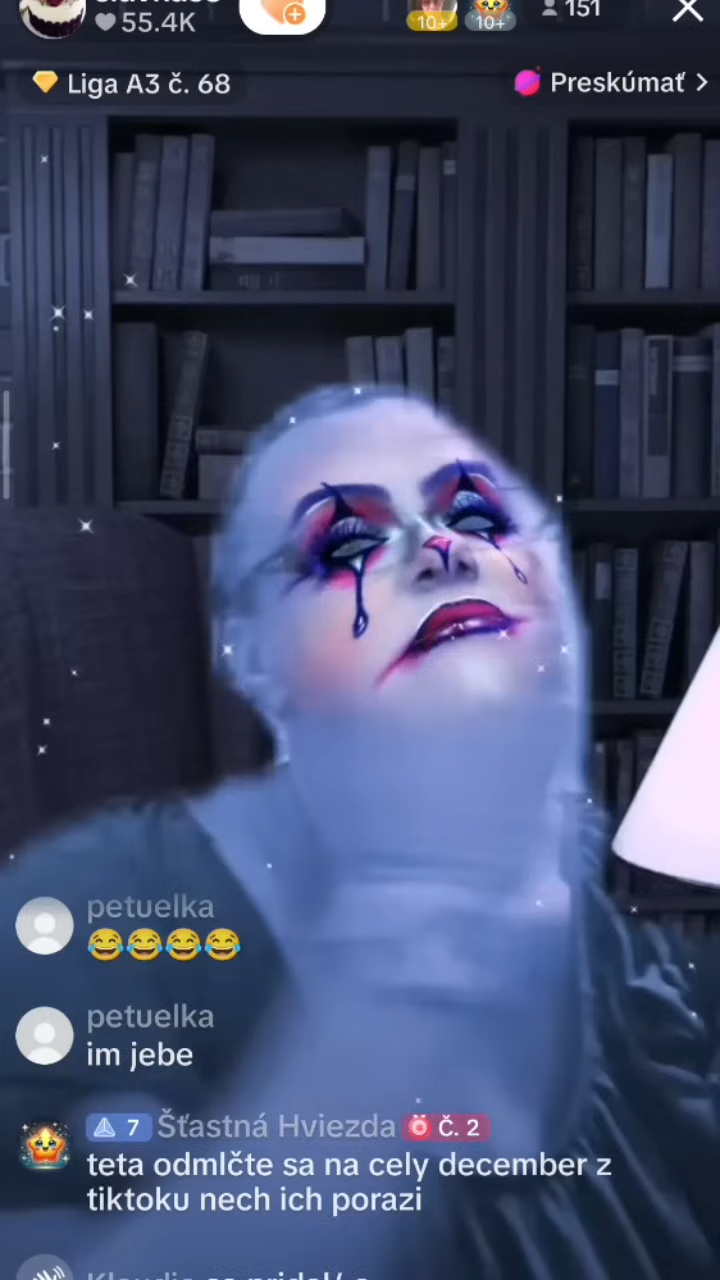 55.4K
10+
10+
151
Liga A3 č. 68
Preskúmať
petuelka
😂😂😂😂
petuelka
im jebe
7 Šťastná Hviezda Č. 2
teta odmlčte sa na cely december z
tiktoku nech ich porazi